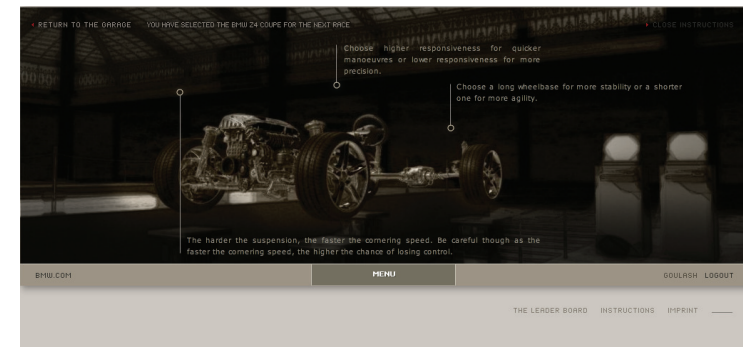 RETURN TO THE GARAGE YOU HAVE SELECTED THE BMW Z4 COUPE FOR THE NEXT RACE CLOSE INSTRUCTIONS
Choose higher responsiveness for quicker
manoeuvres or lower responsiveness for more
precision.
Choose a long wheelbase for more stability or a shorter
one for more agility.
The harder the suspension, the faster the cornering speed. Be careful though as the
faster the cornering speed, the higher the chance of losing control.
BMW.COM MENU GOULASH LOGOUT
THE LEADER BOARD INSTRUCTIONS IMPRINT